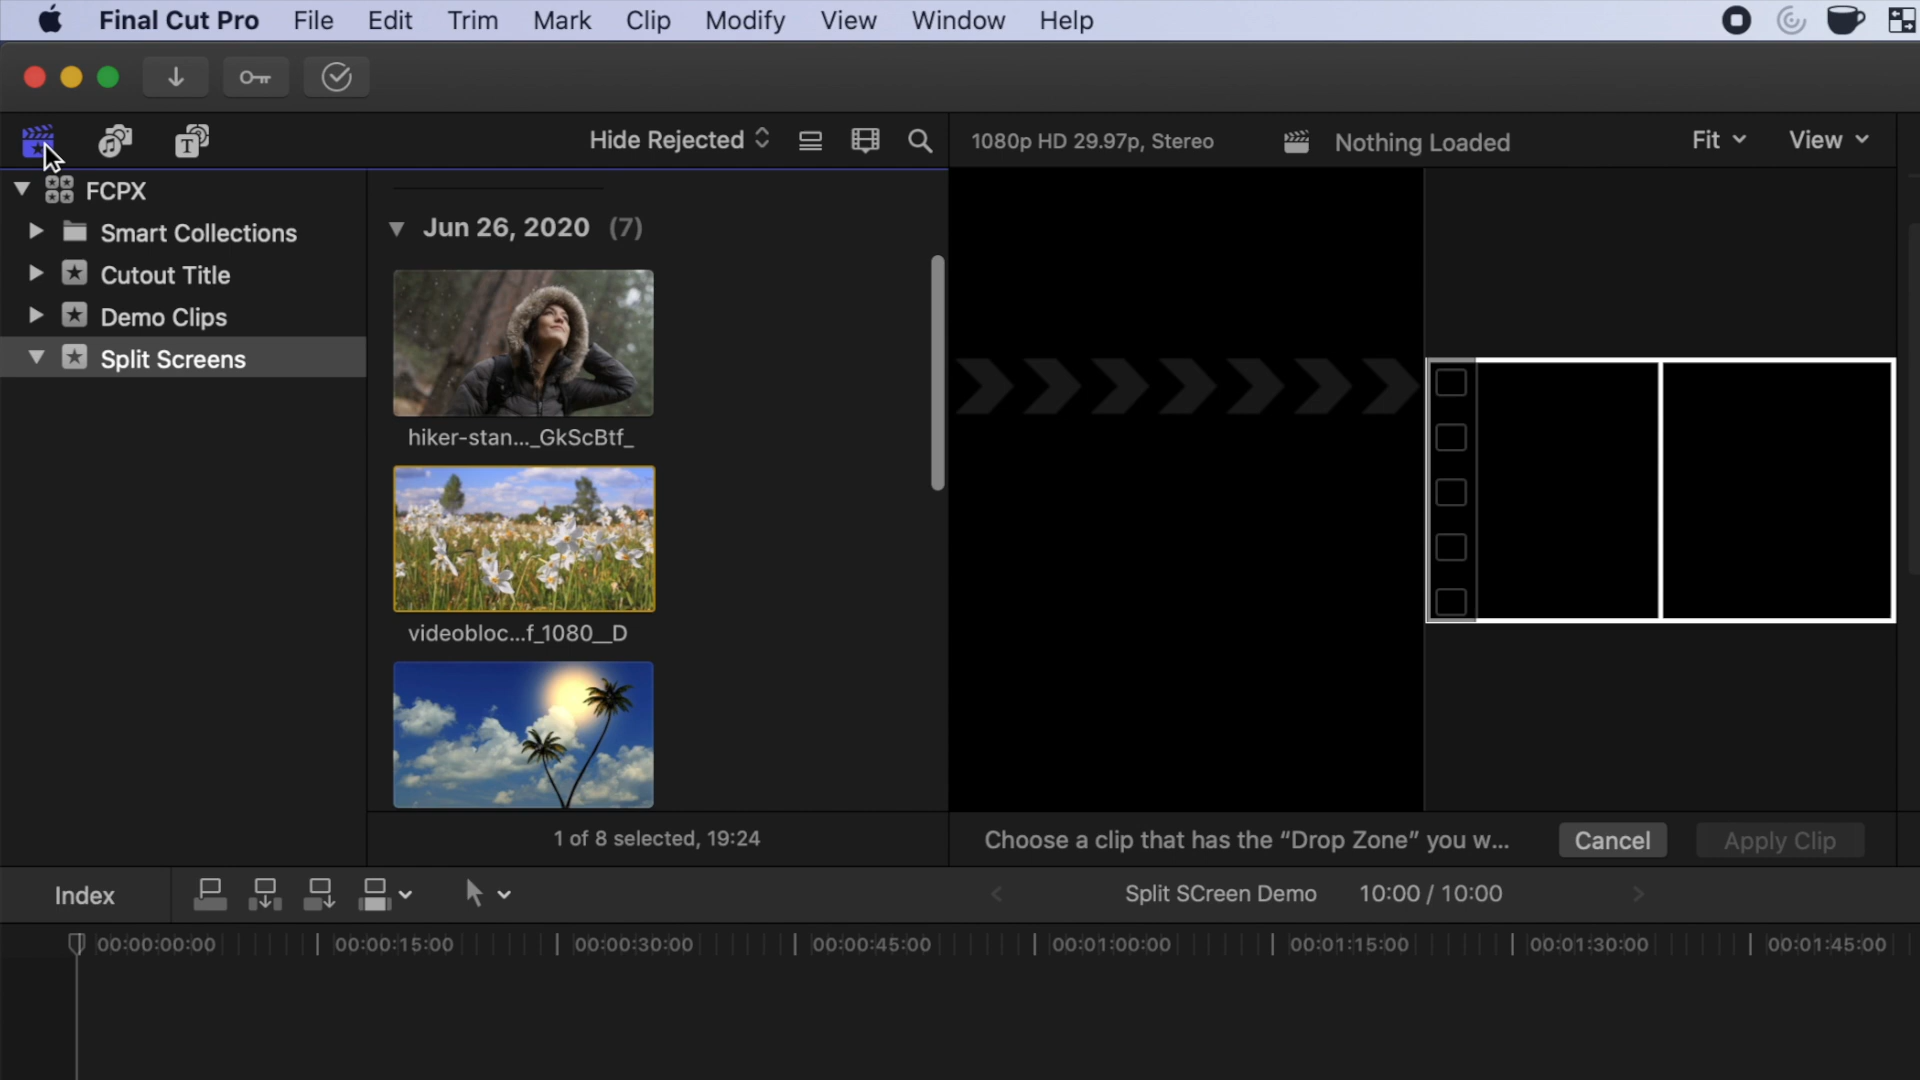 Final Cut Pro File Edit Trim Mark Clip Modify View Window Help
Hide Rejected
1080p HD 29.97p, Stereo
Nothing Loaded
Fit
View
FCPX
Smart Collections
Cutout Title
Demo Clips
Split Screens
Jun 26, 2020 (7)
hiker-stan..._GkScBtf_
videobloc...f_1080__D
1 of 8 selected, 19:24
Choose a clip that has the “Drop Zone” you w...
Cancel
Apply Clip
Index
Split SCreen Demo 10:00 / 10:00
00:00:00:00 00:00:15:00 00:00:30:00 00:00:45:00 00:01:00:00 00:01:15:00 00:01:30:00 00:01:45:00